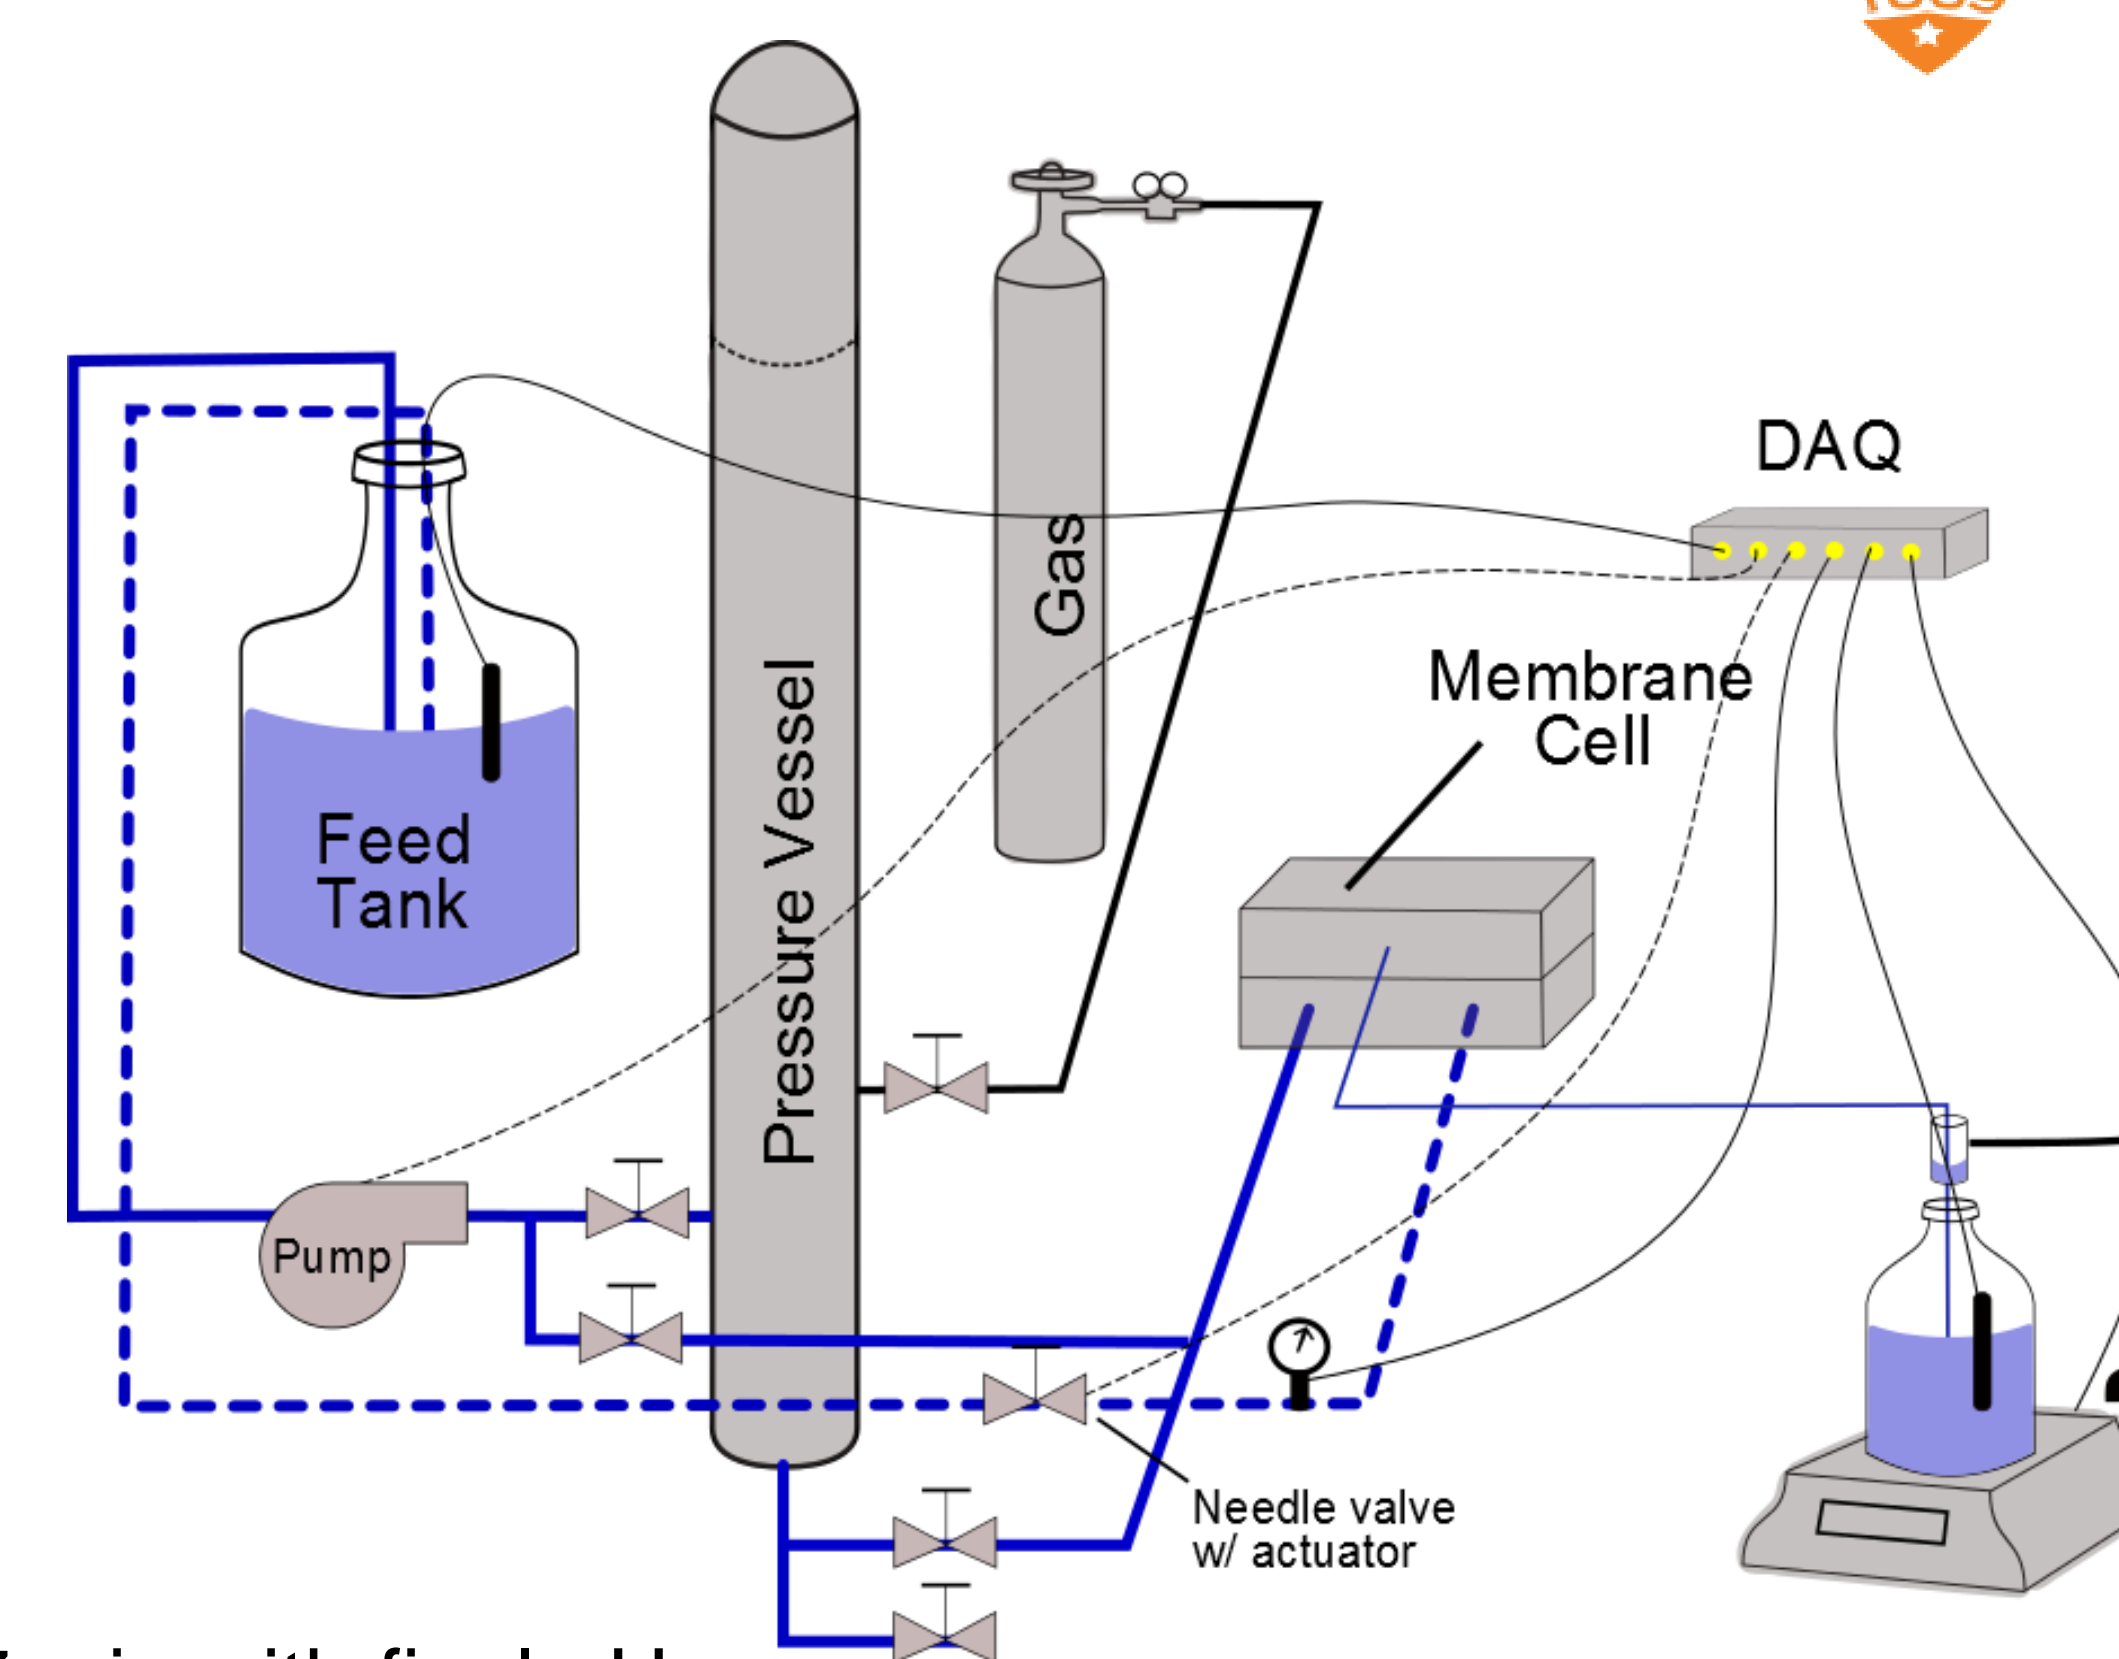 DAQ
Gas
Membrane
Cell
Pressure Vessel
Feed
Tank
Pump
Needle valve
w/ actuator